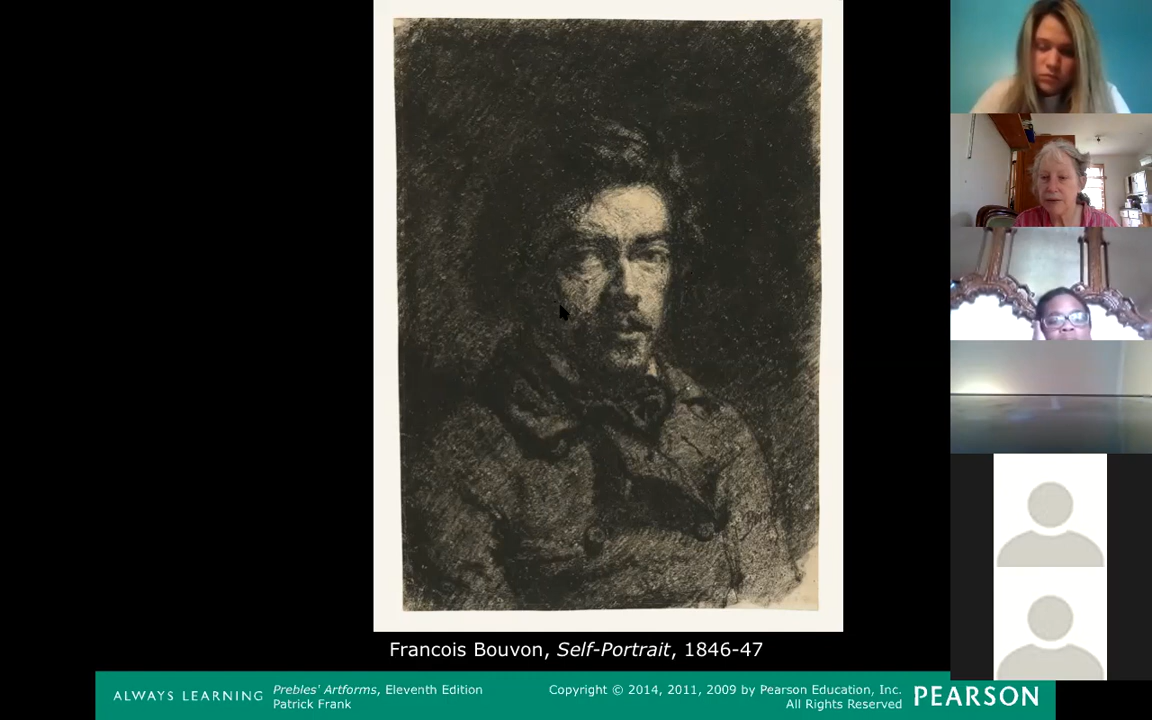 Francois Bouvon, Self-Portrait, 1846-47
ALWAYS LEARNING
Prebles' Artforms, Eleventh Edition
Patrick Frank
Copyright © 2014, 2011, 2009 by Pearson Education, Inc.
All Rights Reserved
PEARSON